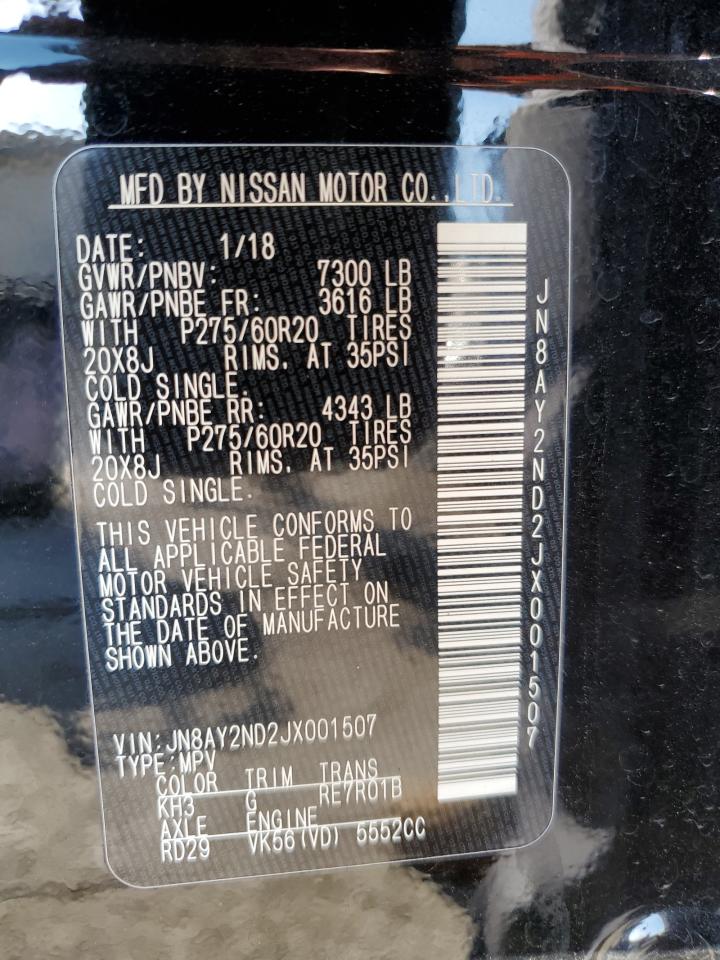 MFD BY NISSAN MOTOR CO.,LTD.
DATE: 1/18
GVWR/PNBV: 7300 LB
GAWR/PNBE FR: 3616 LB
WITH P275/60R20 TIRES
20X8J RIMS, AT 35PSI
COLD SINGLE.
GAWR/PNBE RR: 4343 LB
WITH P275/60R20 TIRES
20X8J RIMS, AT 35PSI
COLD SINGLE.
THIS VEHICLE CONFORMS TO
ALL APPLICABLE FEDERAL
MOTOR VEHICLE SAFETY
STANDARDS IN EFFECT ON
THE DATE OF MANUFACTURE
SHOWN ABOVE.
VIN:JN8AY2ND2JX001507
TYPE:MPV
COLOR TRIM TRANS
KH3 G RE7R01B
AXLE ENGINE
RD29 VK56(VD) 5552CC
JN8AY2ND2JX001507